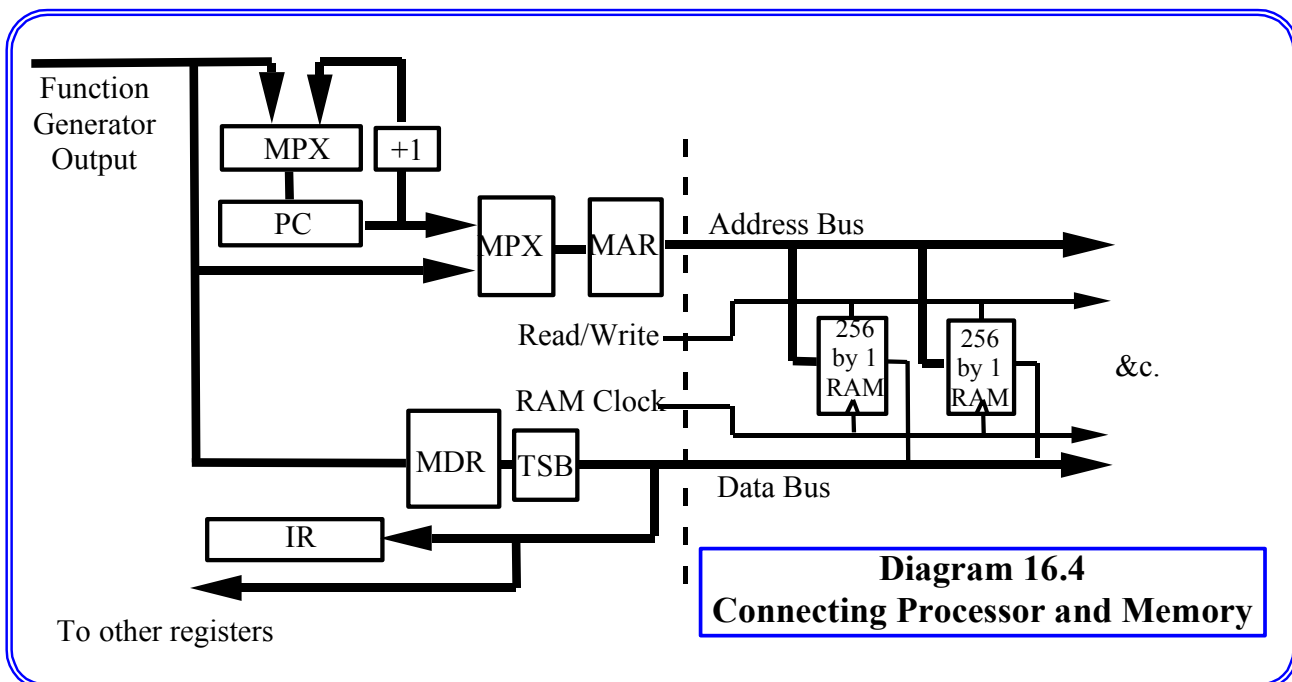 Function
Generator
Output
MPX
+1
PC
MPX
MAR
Address Bus
Read/Write
256
by 1
RAM
256
by 1
RAM
&c.
RAM Clock
MDR
TSB
Data Bus
IR
To other registers
Diagram 16.4
Connecting Processor and Memory